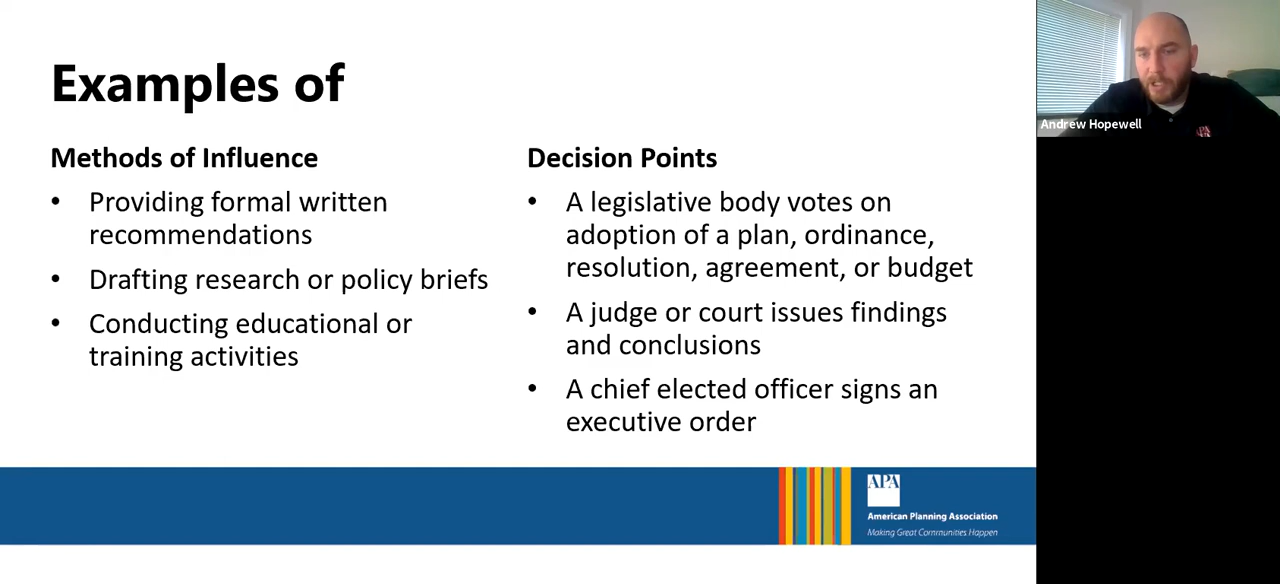 Examples of
Methods of Influence
• Providing formal written
recommendations
• Drafting research or policy briefs
• Conducting educational or
training activities
Decision Points
• A legislative body votes on
adoption of a plan, ordinance,
resolution, agreement, or budget
• A judge or court issues findings
and conclusions
• A chief elected officer signs an
executive order
APA
American Planning Association
Making Great Communities Happen
Andrew Hopewell